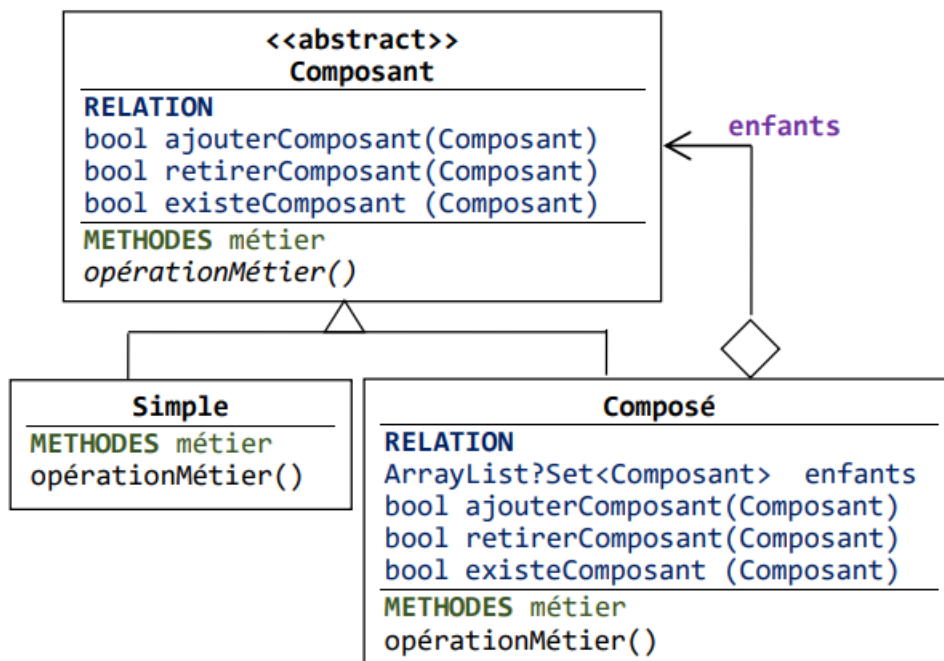 <<abstract>>
Composant
RELATION
bool ajouterComposant(Composant)
bool retirerComposant(Composant)
bool existeComposant (Composant)
METHODES métier
opérationMétier()
enfants
Simple
METHODES métier
opérationMétier()
Composé
RELATION
ArrayList?Set<Composant> enfants
bool ajouterComposant(Composant)
bool retirerComposant(Composant)
bool existeComposant (Composant)
METHODES métier
opérationMétier()